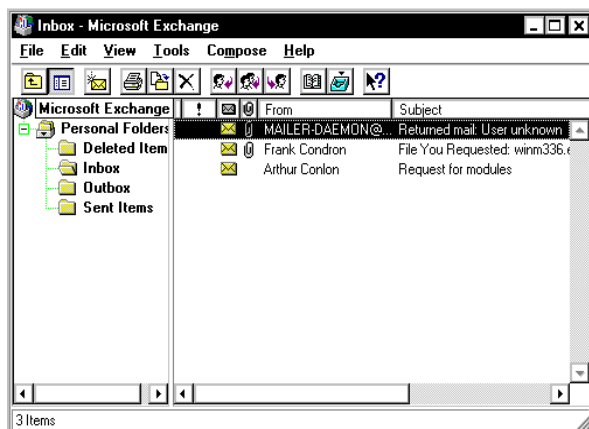 Inbox - Microsoft Exchange
File Edit View Tools Compose Help
Microsoft Exchange ! From Subject
Personal Folders MAILER-DAEMON@... Returned mail: User unknown
Deleted Item Frank Condron File You Requested: winm336.e
Inbox Arthur Conlon Request for modules
Outbox
Sent Items
3 Items